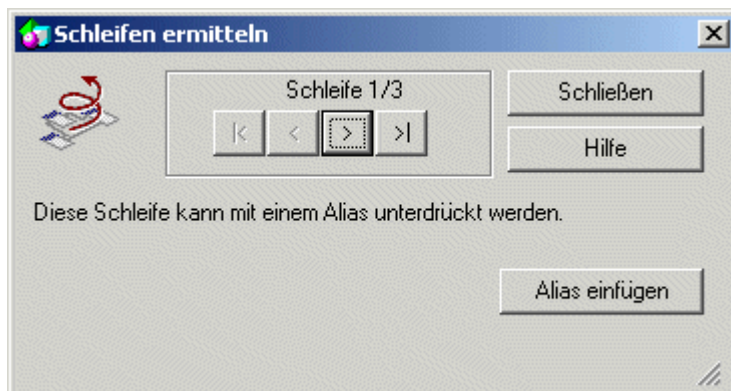 Schleifen ermitteln
Schleife 1/3
|< < > >|
Schließen
Hilfe
Diese Schleife kann mit einem Alias unterdrückt werden.
Alias einfügen